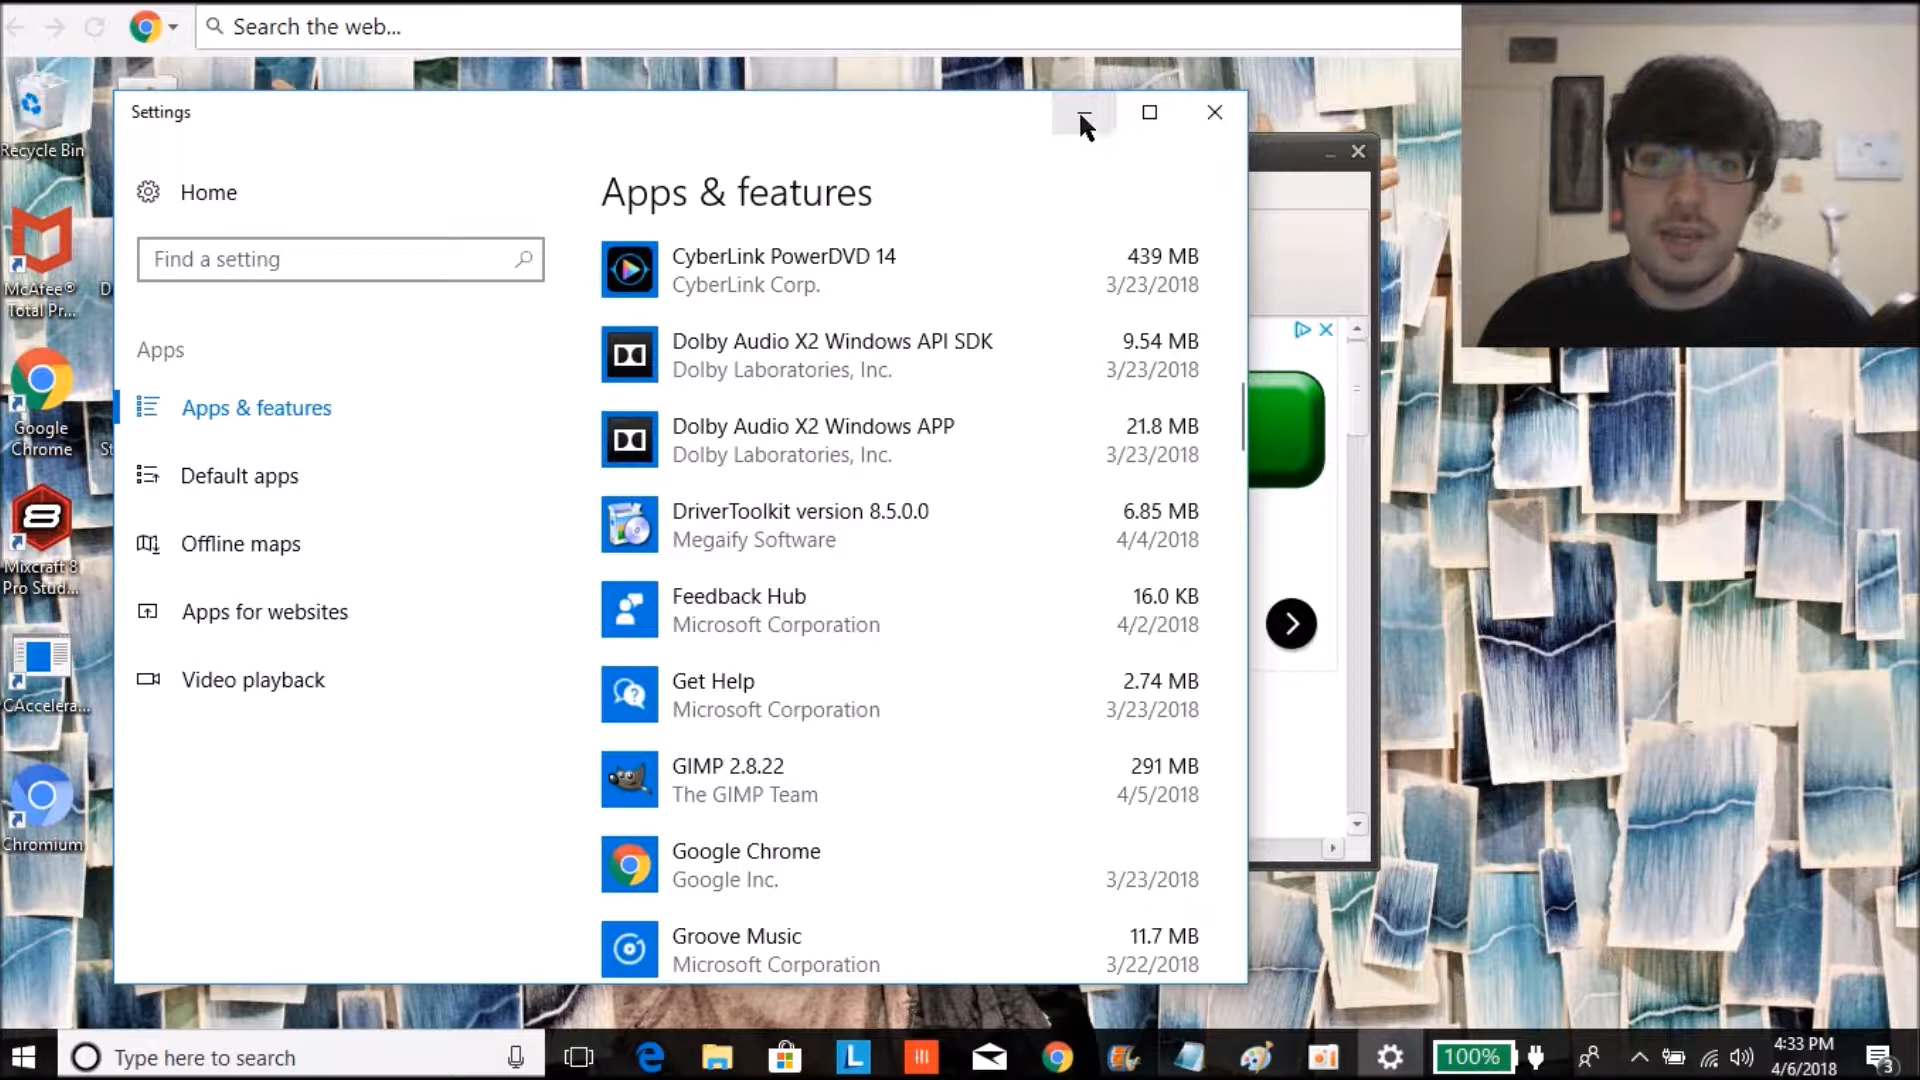 Search the web...
Settings
Home
Find a setting
Apps
Apps & features
Default apps
Offline maps
Apps for websites
Video playback
Apps & features
CyberLink PowerDVD 14
439 MB
CyberLink Corp.
3/23/2018
Dolby Audio X2 Windows API SDK
9.54 MB
Dolby Laboratories, Inc.
3/23/2018
Dolby Audio X2 Windows APP
21.8 MB
Dolby Laboratories, Inc.
3/23/2018
DriverToolkit version 8.5.0.0
6.85 MB
Megaify Software
4/4/2018
Feedback Hub
16.0 KB
Microsoft Corporation
4/2/2018
Get Help
2.74 MB
Microsoft Corporation
3/23/2018
GIMP 2.8.22
291 MB
The GIMP Team
4/5/2018
Google Chrome
Google Inc.
3/23/2018
Groove Music
11.7 MB
Microsoft Corporation
3/22/2018
Recycle Bin
McAfee®
Total Pr...
D
Google
Chrome
St
Mixcraft 8
Pro Stud...
CAccelera...
Chromium
Type here to search
100%
4:33 PM
4/6/2018
3